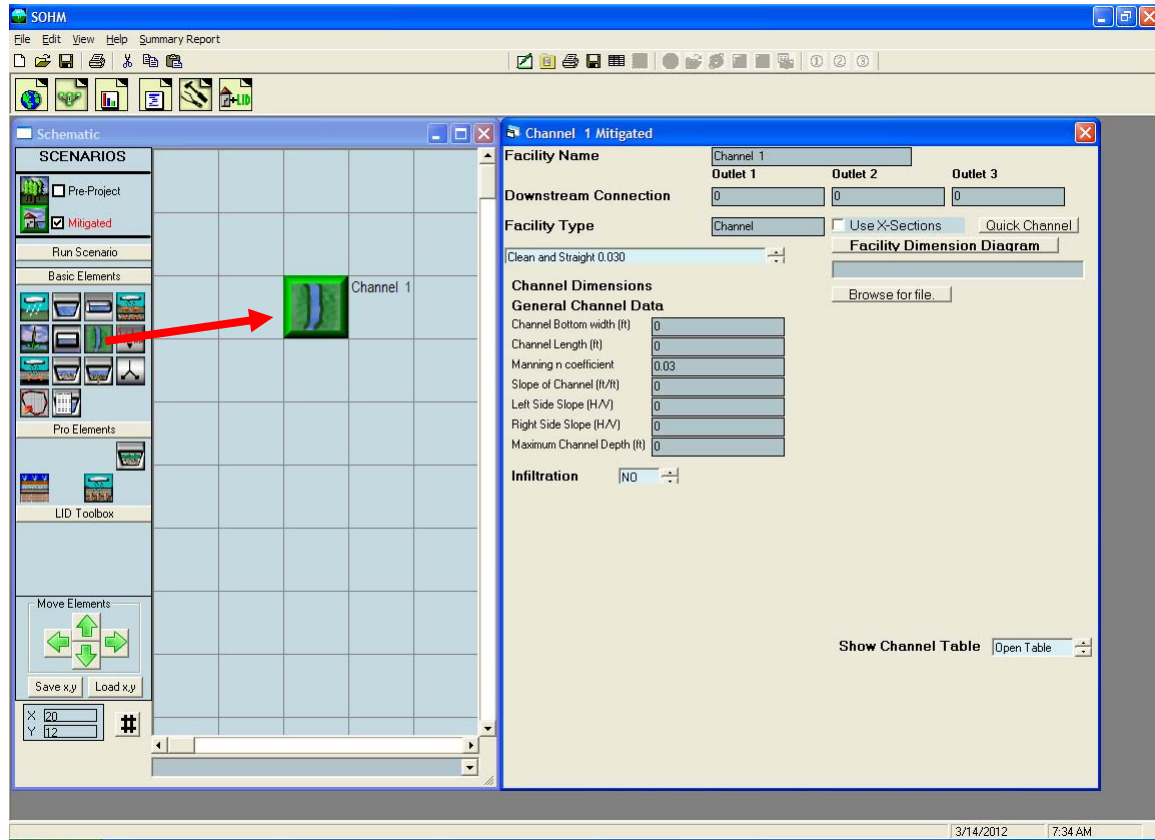 SOHM
File Edit View Help Summary Report
Schematic
SCENARIOS
Pre-Project
Mitigated
Run Scenario
Basic Elements
Pro Elements
LID Toolbox
Move Elements
Save x,y Load x,y
X 20
Y 12
#
+LID
Channel 1
Channel 1 Mitigated
Facility Name Channel 1
Outlet 1 Outlet 2 Outlet 3
Downstream Connection 0 0 0
Facility Type Channel Use X-Sections Quick Channel
Facility Dimension Diagram
Clean and Straight 0.030
Browse for file.
Channel Dimensions
General Channel Data
Channel Bottom width (ft) 0
Channel Length (ft) 0
Manning n coefficient 0.03
Slope of Channel (ft/ft) 0
Left Side Slope (H/V) 0
Right Side Slope (H/V) 0
Maximum Channel Depth (ft) 0
Infiltration NO
Show Channel Table Open Table
3/14/2012 7:34 AM